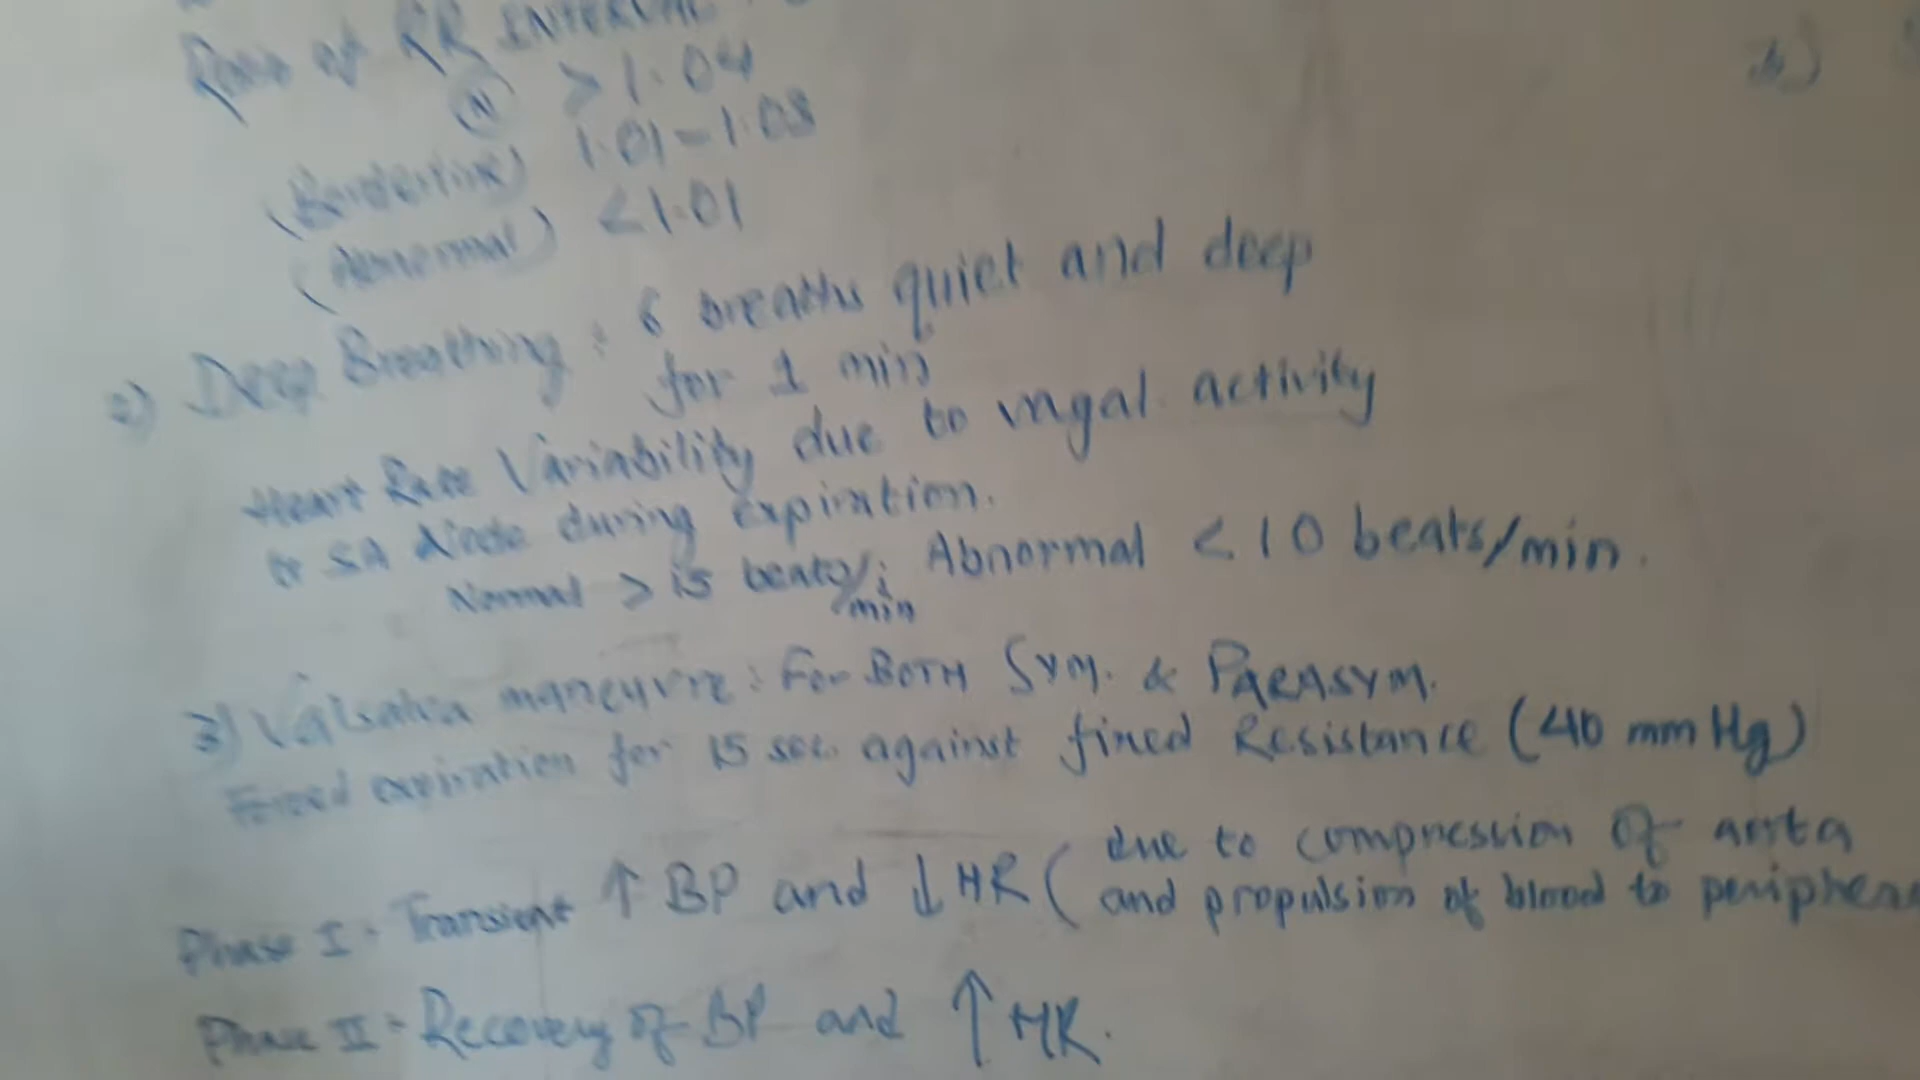 Ratio of RR INTERVAL
(N) > 1.04
(Borderline) 1.01-1.03
(Abnormal) <1.01
b)
2) Deep Breathing : 6 breaths quiet and deep
for 1 min
Heart Rate Variability due to vagal activity
to SA Node during expiration.
Normal > 15 beats/min ; Abnormal < 10 beats/min.
3) Valsalva maneuvre : For BOTH SYM. & PARASYM.
Forced expiration for 15 sec. against fixed Resistance (40 mm Hg)
Phase I - Transient ↑ BP and ↓ HR ( due to compression of aorta
and propulsion of blood to
Phase II - Recovery of BP and ↑ HR.